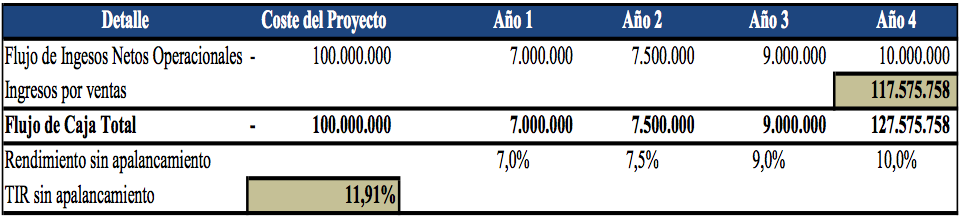 Detalle Coste del Proyecto Año 1 Año 2 Año 3 Año 4
Flujo de Ingesos Netos Operacionales - 100.000.000 7.000.000 7.500.000 9.000.000 10.000.000
Ingresos por ventas 117.575.758
Flujo de Caja Total - 100.000.000 7.000.000 7.500.000 9.000.000 127.575.758
Rendimiento sin apalancamiento 7,0% 7,5% 9,0% 10,0%
TIR sin apalancamiento 11,91%